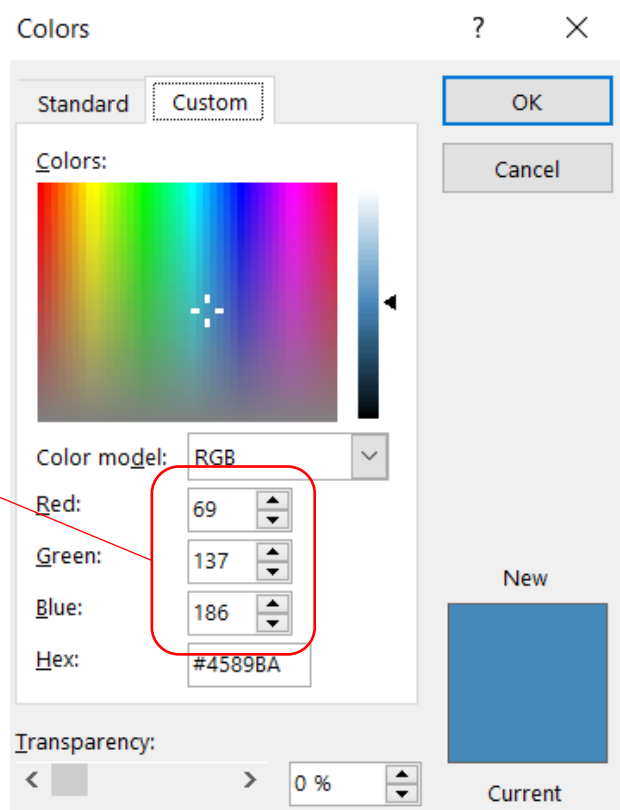 Colors ?
Standard Custom OK
Colors: Cancel
Color model: RGB
Red: 69
Green: 137
Blue: 186
New
Hex: #4589BA
Transparency:
0 %
Current